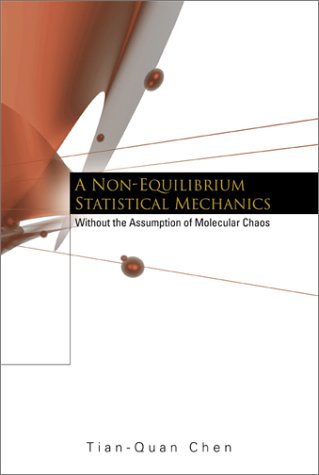 A Non-Equilibrium
Statistical Mechanics
Without the Assumption of Molecular Chaos
Tian-Quan Chen